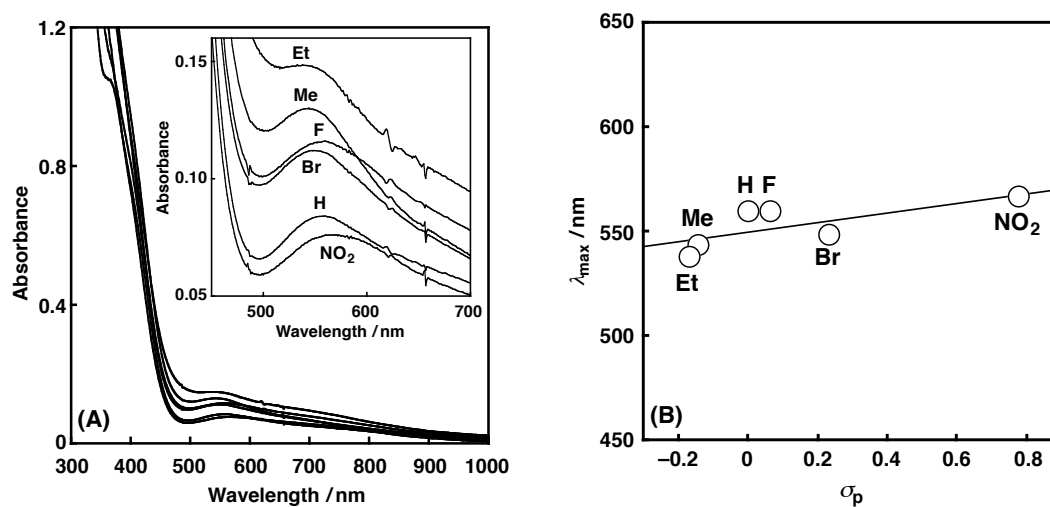 1.2
0.8
0.4
0
Absorbance
300 400 500 600 700 800 900 1000
Wavelength / nm
(A)
0.15
0.10
0.05
Absorbance
500 600 700
Wavelength / nm
Et
Me
F
Br
H
NO2
650
600
550
500
450
λmax / nm
−0.2 0 0.2 0.4 0.6 0.8
σp
(B)
H F
Me
Et
Br
NO2